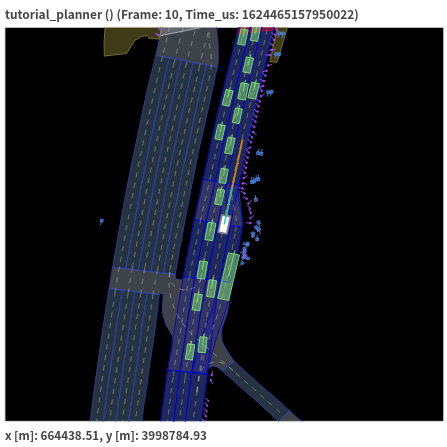 tutorial_planner () (Frame: 10, Time_us: 1624465157950022)
x [m]: 664438.51, y [m]: 3998784.93